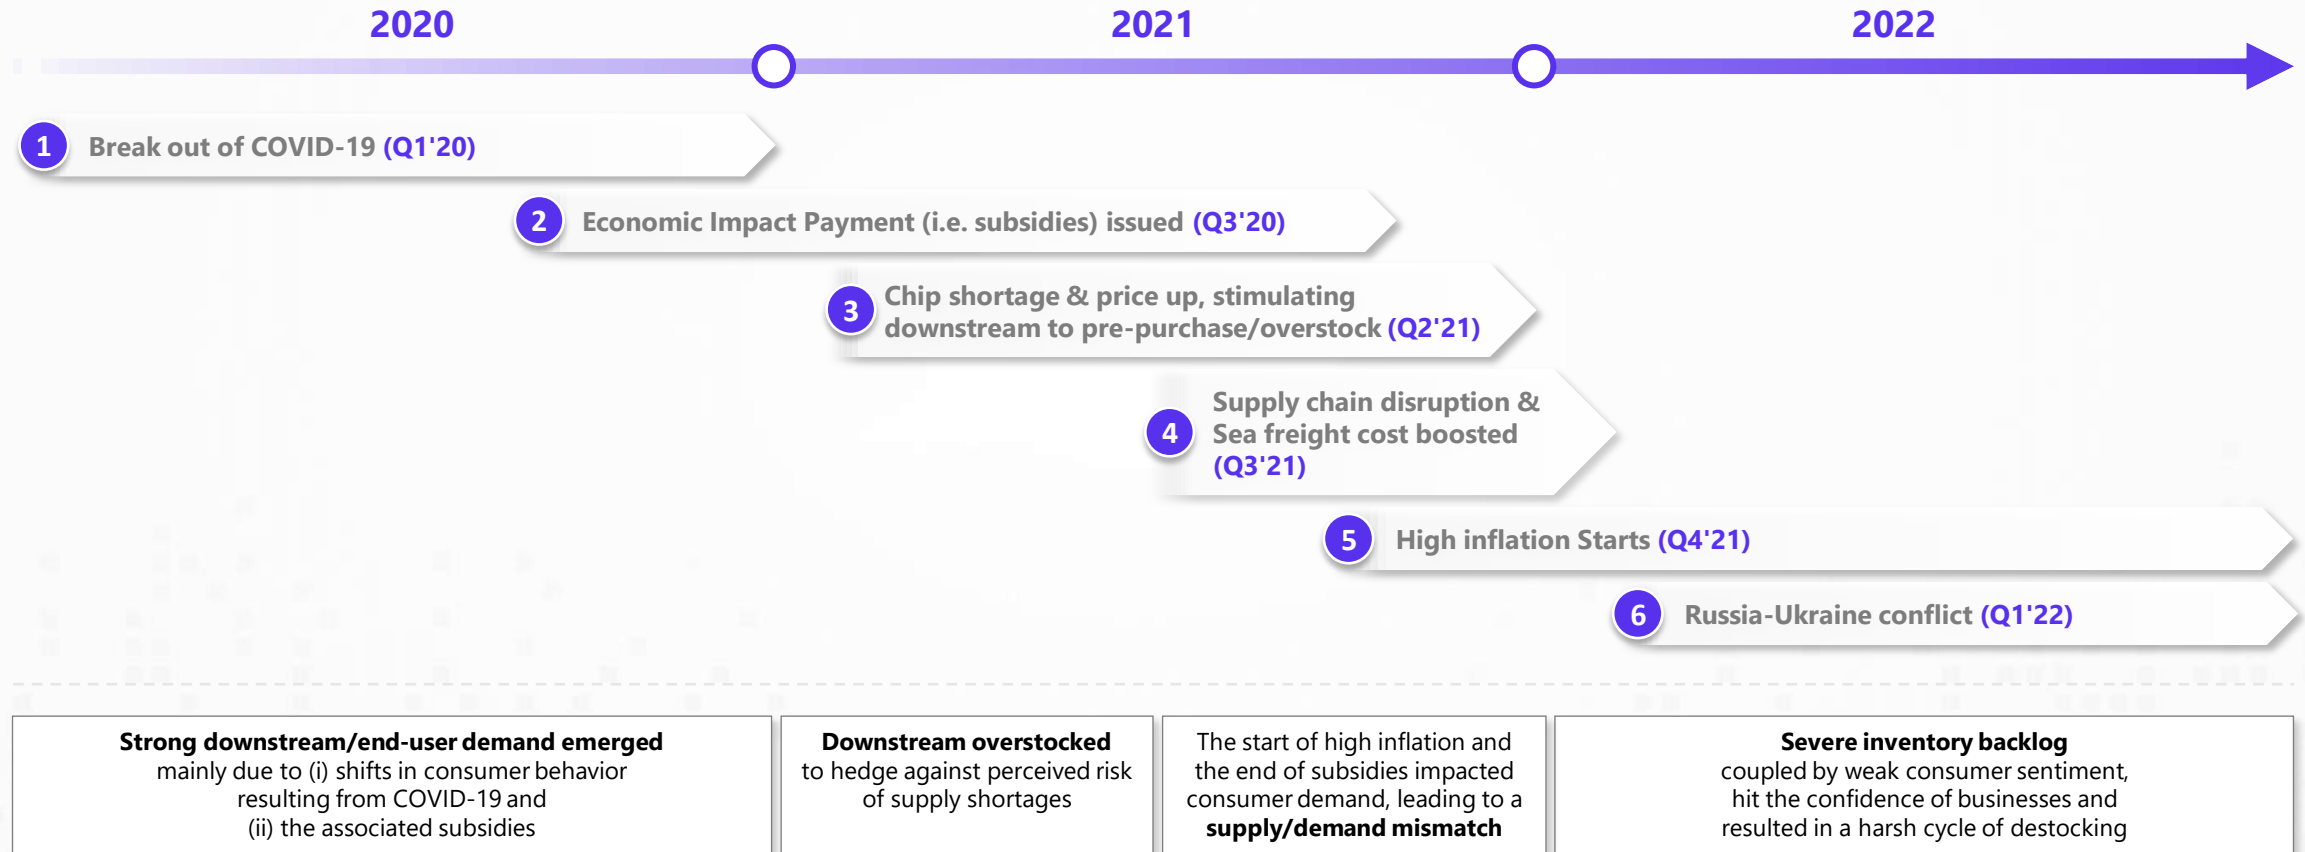 2020
2021
2022
1
Break out of COVID-19 (Q1'20)
2
Economic Impact Payment (i.e. subsidies) issued (Q3'20)
3
Chip shortage & price up, stimulating
downstream to pre-purchase/overstock (Q2'21)
4
Supply chain disruption &
Sea freight cost boosted
(Q3'21)
5
High inflation Starts (Q4'21)
6
Russia-Ukraine conflict (Q1'22)
Strong downstream/end-user demand emerged
mainly due to (i) shifts in consumer behavior
resulting from COVID-19 and
(ii) the associated subsidies
Downstream overstocked
to hedge against perceived risk
of supply shortages
The start of high inflation and
the end of subsidies impacted
consumer demand, leading to a
supply/demand mismatch
Severe inventory backlog
coupled by weak consumer sentiment,
hit the confidence of businesses and
resulted in a harsh cycle of destocking